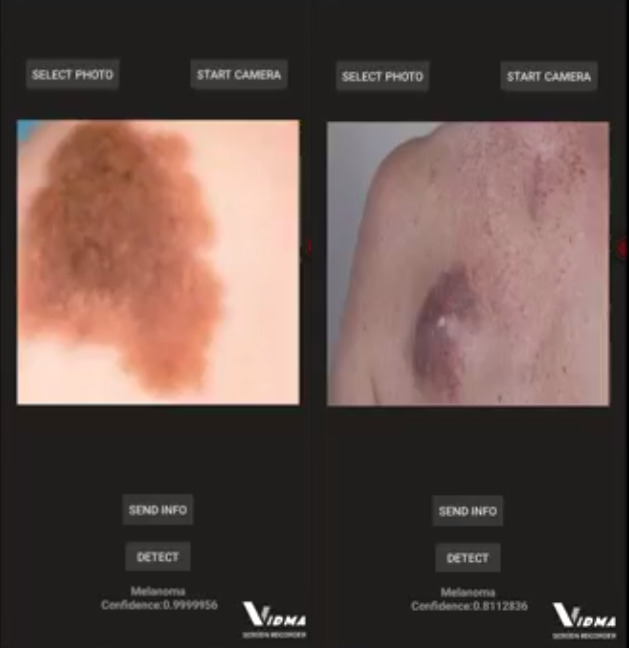 SELECT PHOTO
START CAMERA
SEND INFO
DETECT
Melanoma
Confidence:0.9999956
VIDMA
SCREEN RECORDER
SELECT PHOTO
START CAMERA
SEND INFO
DETECT
Melanoma
Confidence:0.8112836
VIDMA
SCREEN RECORDER